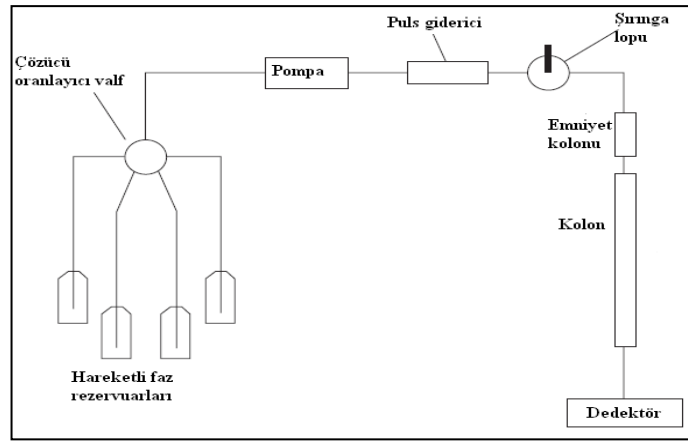 Puls giderici
Şırınga
lopu
Çözücü
oranlayıcı valf
Pompa
Emniyet
kolonu
Kolon
Hareketli faz
rezervuarları
Dedektör